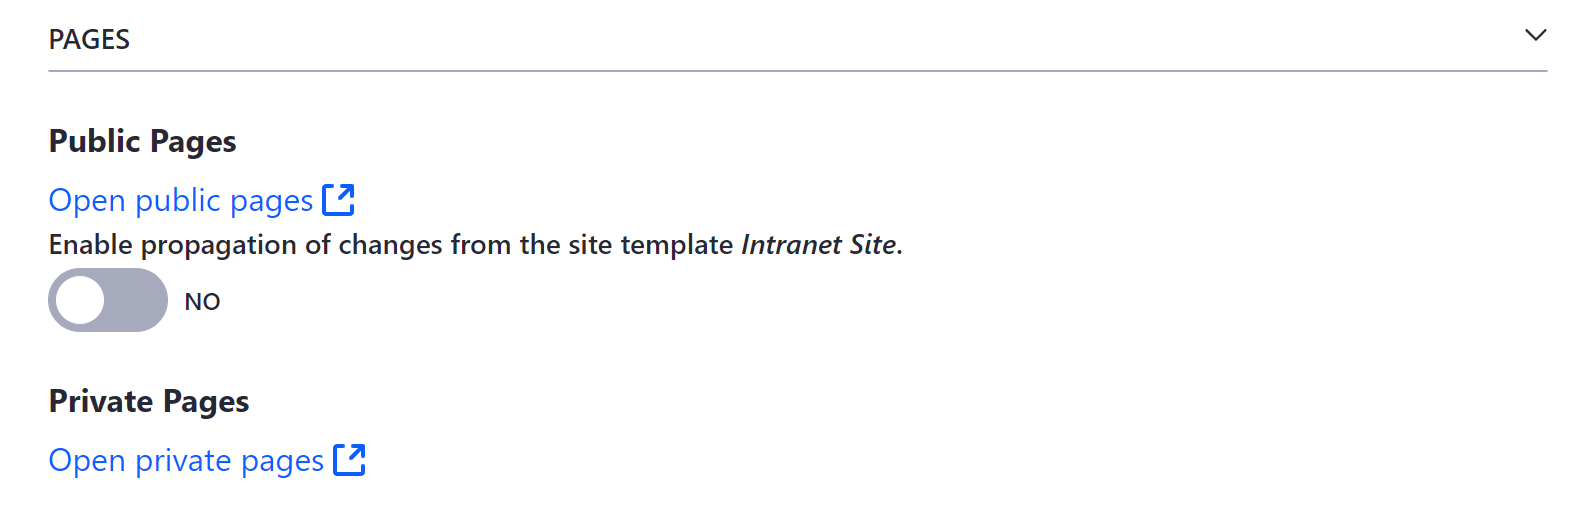 PAGES
Public Pages
Open public pages
Enable propagation of changes from the site template Intranet Site.
NO
Private Pages
Open private pages